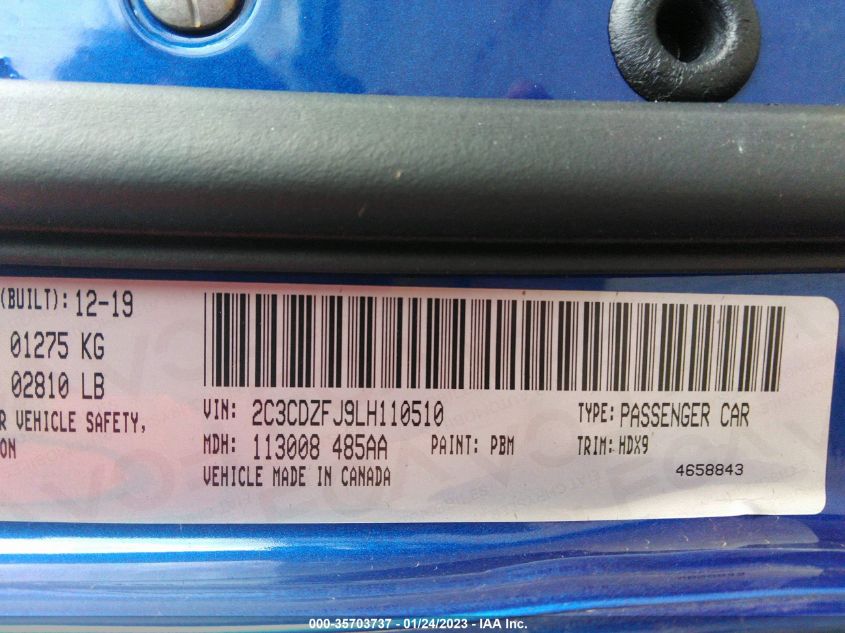 (BUILT): 12-19
01275 KG
02810 LB
R VEHICLE SAFETY,
ON
VIN: 2C3CDZFJ9LH110510
TYPE: PASSENGER CAR
MDH: 113008 485AA
PAINT: PBM
TRIM: HDX9
VEHICLE MADE IN CANADA
4658843
000-35703737 - 01/24/2023 - IAA Inc.